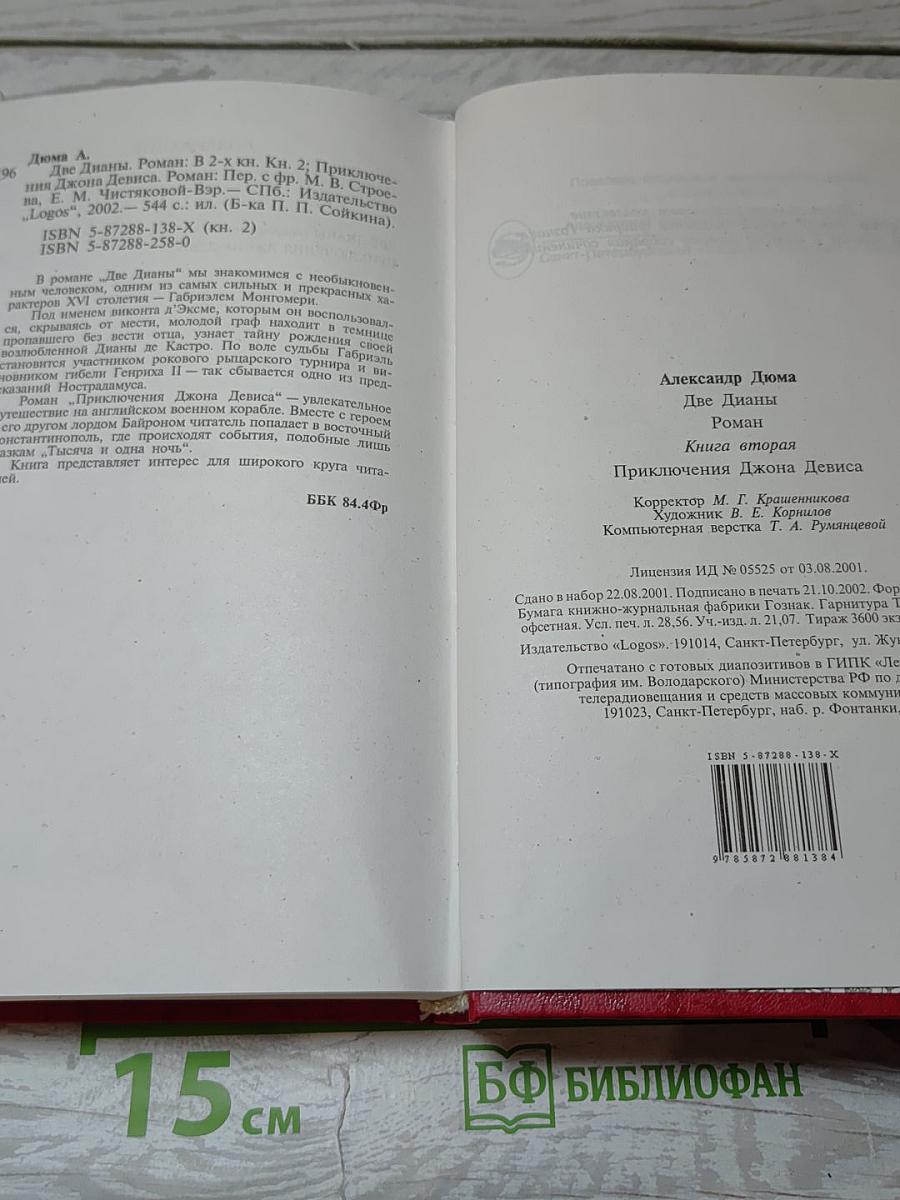 Дюма А.
96 Две Дианы. Роман: В 2-х кн. Кн. 2; Приключе-
ния Джона Девиса. Роман: Пер. с фр. М. В. Строе-
ва, Е. М. Чистяковой-Вэр.— СПб.: Издательство
„Logos“, 2002.— 544 с.: ил. (Б-ка П. П. Сойкина).
ISBN 5-87288-138-X (кн. 2)
ISBN 5-87288-258-0
В романе „Две Дианы“ мы знакомимся с необыкновен-
ным человеком, одним из самых сильных и прекрасных ха-
рактеров XVI столетия — Габриэлем Монгомери.
Под именем виконта д’Эксме, которым он воспользовал-
ся, скрываясь от мести, молодой граф находит в темнице
пропавшего без вести отца, узнает тайну рождения своей
возлюбленной Дианы де Кастро. По воле судьбы Габриэль
становится участником рокового рыцарского турнира и ви-
новником гибели Генриха II — так сбывается одно из пред-
сказаний Нострадамуса.
Роман „Приключения Джона Девиса“ — увлекательное
утешествие на английском военном корабле. Вместе с героем
его другом лордом Байроном читатель попадает в восточный
онстантинополь, где происходят события, подобные лишь
казкам „Тысяча и одна ночь“.
Книга представляет интерес для широкого круга чита-
лей.
ББК 84.4Фр
Александр Дюма
Две Дианы
Роман
Книга вторая
Приключения Джона Девиса
Корректор М. Г. Крашенникова
Художник В. Е. Корнилов
Компьютерная верстка Т. А. Румянцевой
Лицензия ИД № 05525 от 03.08.2001.
Сдано в набор 22.08.2001. Подписано в печать 21.10.2002. Фор
Бумага книжно-журнальная фабрики Гознак. Гарнитура Т
офсетная. Усл. печ. л. 28,56. Уч.-изд. л. 21,07. Тираж 3600 экз
Издательство «Logos». 191014, Санкт-Петербург, ул. Жук
Отпечатано с готовых диапозитивов в ГИПК «Ле
(типография им. Володарского) Министерства РФ по д
телерадиовещания и средств массовых коммуни
191023, Санкт-Петербург, наб. р. Фонтанки,
ISBN 5-87288-138-X
9 785872 881384
15 см
БФ БИБЛИОФАН